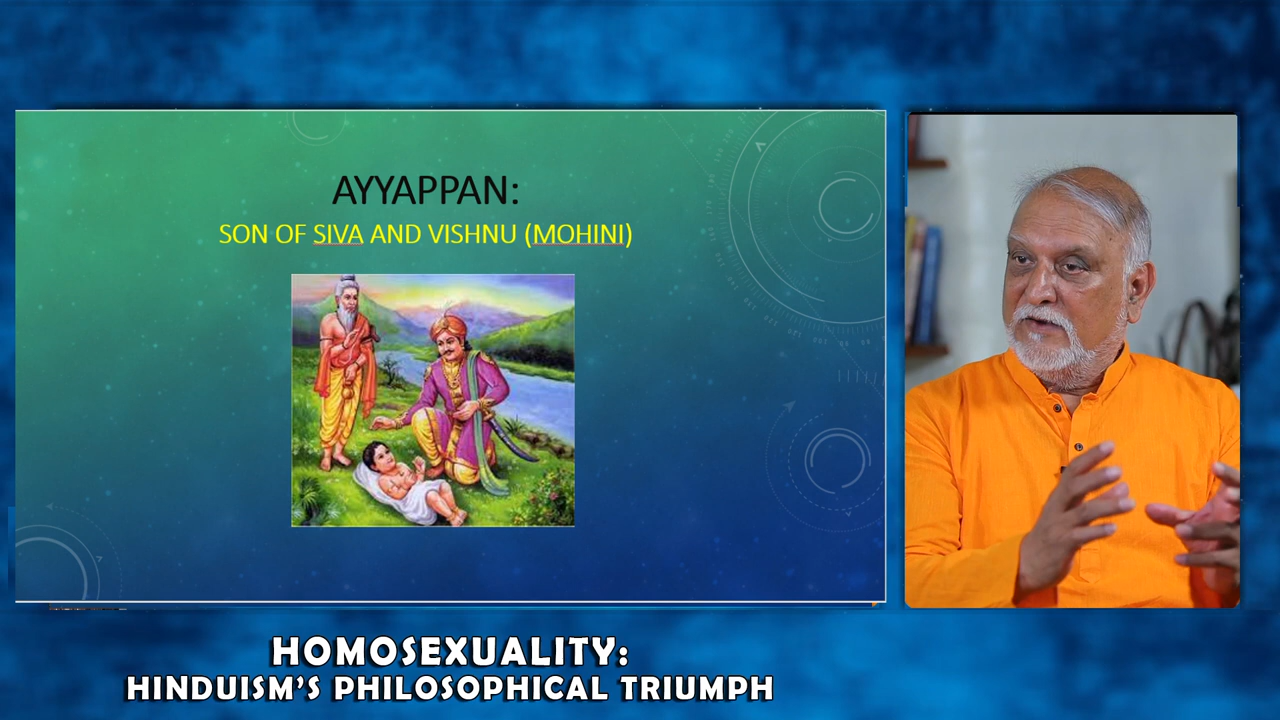 AYYAPPAN:
SON OF SIVA AND VISHNU (MOHINI)
HOMOSEXUALITY:
HINDUISM'S PHILOSOPHICAL TRIUMPH